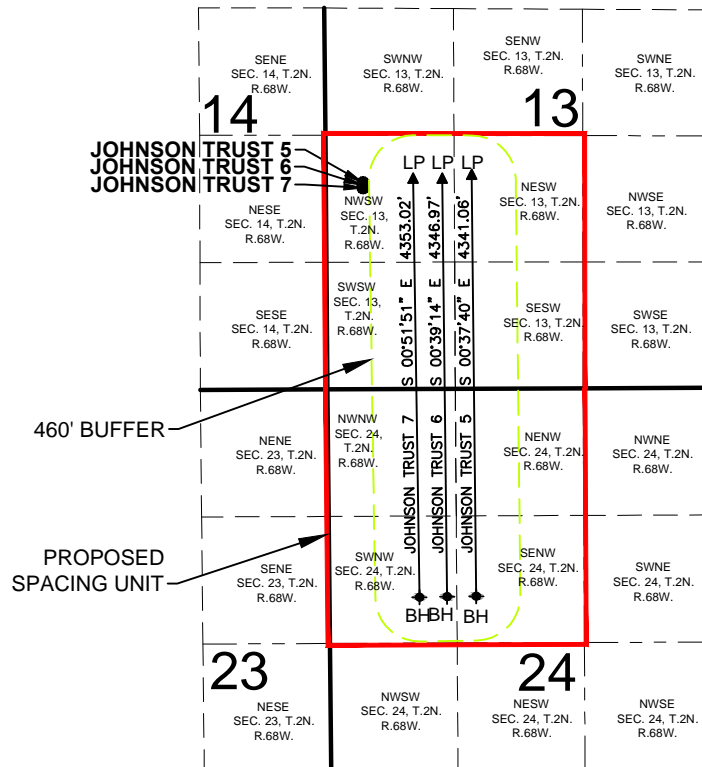 SENE
SEC. 14, T.2N.
R.68W.
SWNW
SEC. 13, T.2N.
R.68W.
SENW
SEC. 13, T.2N.
R.68W.
SWNE
SEC. 13, T.2N.
R.68W.
14
13
JOHNSON TRUST 5
JOHNSON TRUST 6
JOHNSON TRUST 7
LP
LP
LP
NESE
SEC. 14, T.2N.
R.68W.
NWSW
SEC. 13,
T.2N.
R.68W.
NESW
SEC. 13, T.2N.
R.68W.
NWSE
SEC. 13, T.2N.
R.68W.
SESE
SEC. 14, T.2N.
R.68W.
SWSW
SEC. 13,
T.2N.
R.68W.
SESW
SEC. 13, T.2N.
R.68W.
SWSE
SEC. 13, T.2N.
R.68W.
JOHNSON TRUST 7 S 00°51'51" E 4353.02'
JOHNSON TRUST 6 S 00°39'14" E 4346.97'
JOHNSON TRUST 5 S 00°37'40" E 4341.06'
460' BUFFER
NENE
SEC. 23, T.2N.
R.68W.
NWNW
SEC. 24,
T.2N.
R.68W.
NENW
SEC. 24, T.2N.
R.68W.
NWNE
SEC. 24, T.2N.
R.68W.
PROPOSED
SPACING UNIT
SENE
SEC. 23, T.2N.
R.68W.
SWNW
SEC. 24, T.2N.
R.68W.
SENW
SEC. 24, T.2N.
R.68W.
SWNE
SEC. 24, T.2N.
R.68W.
BH
BH
BH
23
24
NESE
SEC. 23, T.2N.
R.68W.
NWSW
SEC. 24, T.2N.
R.68W.
NESW
SEC. 24, T.2N.
R.68W.
NWSE
SEC. 24, T.2N.
R.68W.